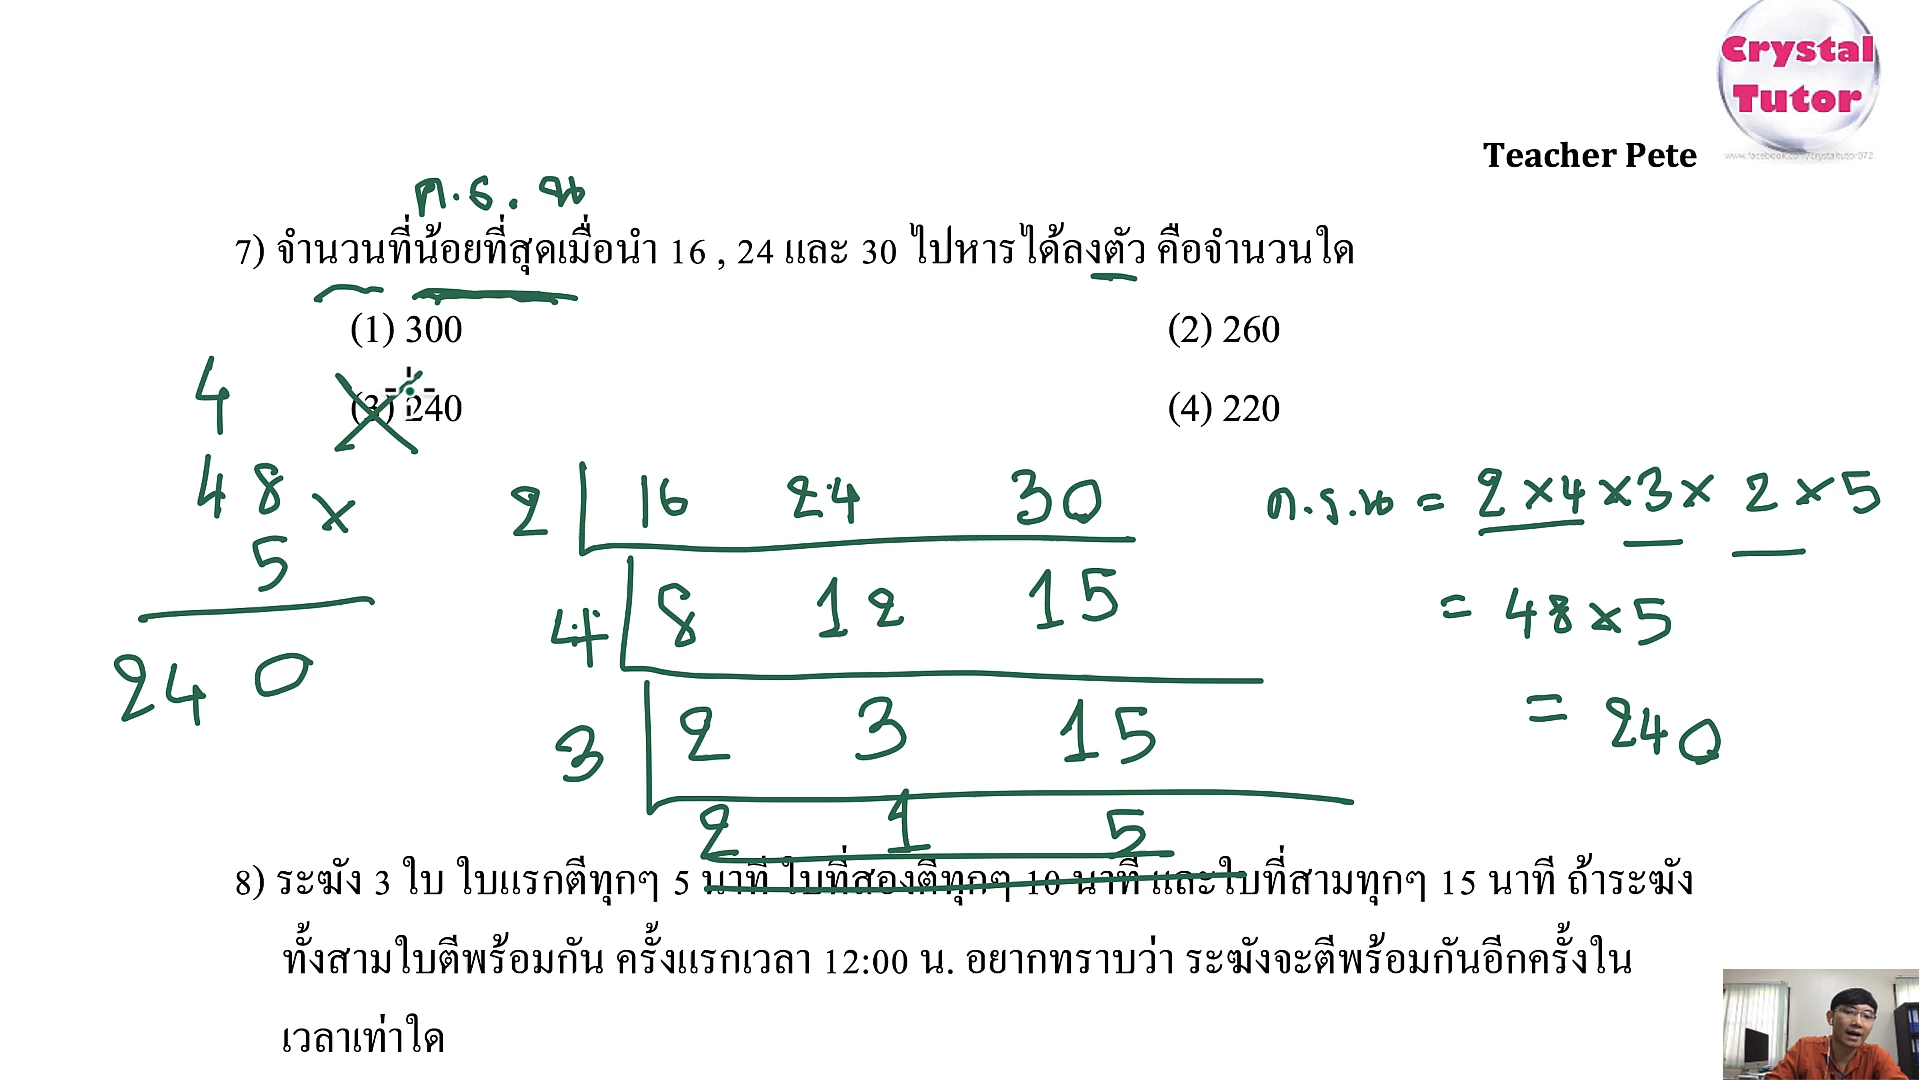 Crystal
Tutor
www.facebook.com/crystaltutor072
Teacher Pete
ค.ร.น
7) จำนวนที่น้อยที่สุดเมื่อนำ 16 , 24 และ 30 ไปหารได้ลงตัว คือจำนวนใด
(1) 300 (2) 260
(3) 240 (4) 220
4
48 ×
5
240
2 16 24 30
4 8 12 15
3 2 3 15
2 1 5
ค.ร.น = 2×4×3×2×5
= 48×5
= 240
8) ระฆัง 3 ใบ ใบแรกตีทุกๆ 5 นาที ใบที่สองตีทุกๆ 10 นาที และใบที่สามทุกๆ 15 นาที ถ้าระฆัง
ทั้งสามใบตีพร้อมกัน ครั้งแรกเวลา 12:00 น. อยากทราบว่า ระฆังจะตีพร้อมกันอีกครั้งใน
เวลาเท่าใด